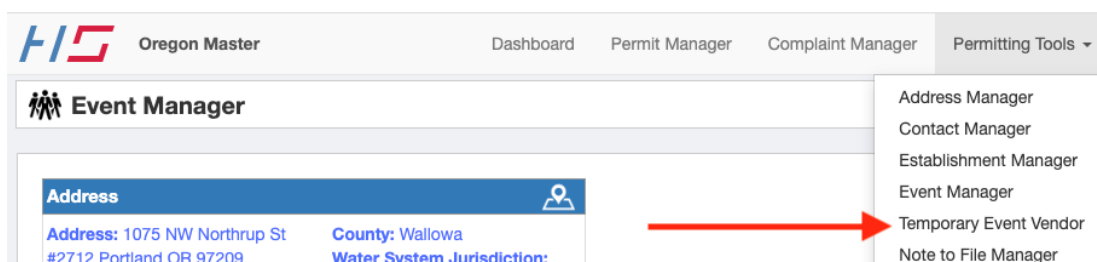 HS Oregon Master Dashboard Permit Manager Complaint Manager Permitting Tools
Event Manager
Address Manager
Contact Manager
Establishment Manager
Event Manager
Temporary Event Vendor
Note to File Manager
Address
Address: 1075 NW Northrup St
#2712 Portland OR 97209
County: Wallowa
Water System Jurisdiction: